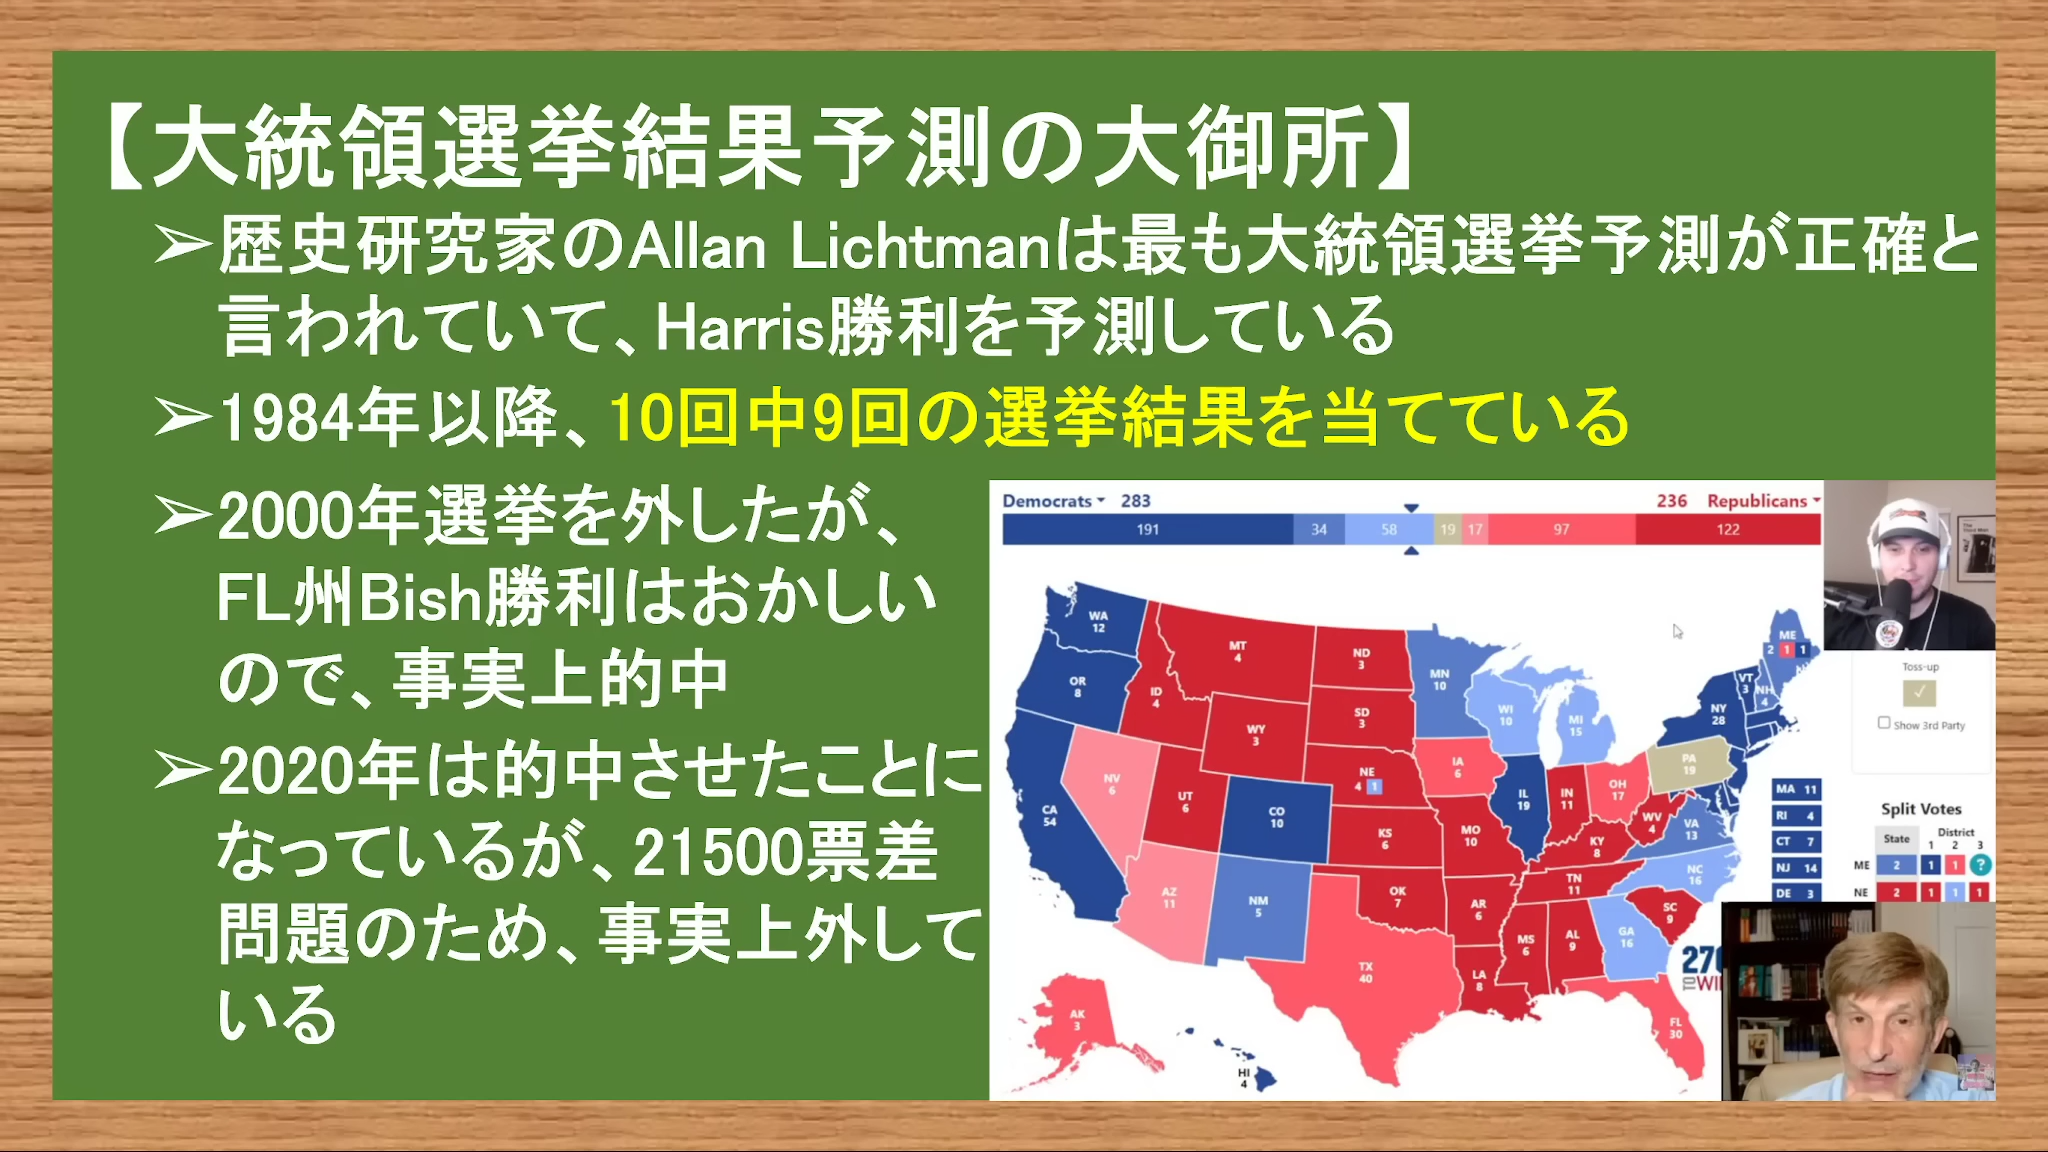 【大統領選挙結果予測の大御所】
➢歴史研究家のAllan Lichtmanは最も大統領選挙予測が正確と
言われていて、Harris勝利を予測している
➢1984年以降、10回中9回の選挙結果を当てている
➢2000年選挙を外したが、
FL州Bish勝利はおかしい
ので、事実上的中
➢2020年は的中させたことに
なっているが、21500票差
問題のため、事実上外して
いる
Democrats 283
236 Republicans
191 34 58 19 17 97 122
WA
12
OR
8
CA
54
NV
6
ID
4
MT
4
WY
3
UT
6
AZ
11
CO
10
NM
5
ND
3
SD
3
NE
4 1
KS
6
OK
7
TX
40
MN
10
IA
6
MO
10
AR
6
LA
8
WI
10
IL
19
MI
15
IN
11
OH
17
KY
8
TN
11
MS
6
AL
9
GA
16
FL
30
SC
9
NC
16
VA
13
WV
4
PA
19
NY
28
VT
3
NH
4
ME
2 1 1
AK
3
HI
4
MA 11
RI 4
CT 7
NJ 14
DE 3
Toss-up
Show 3rd Party
Split Votes
State District
1 2 3
ME 2 1 1 ?
NE 2 1 1 1